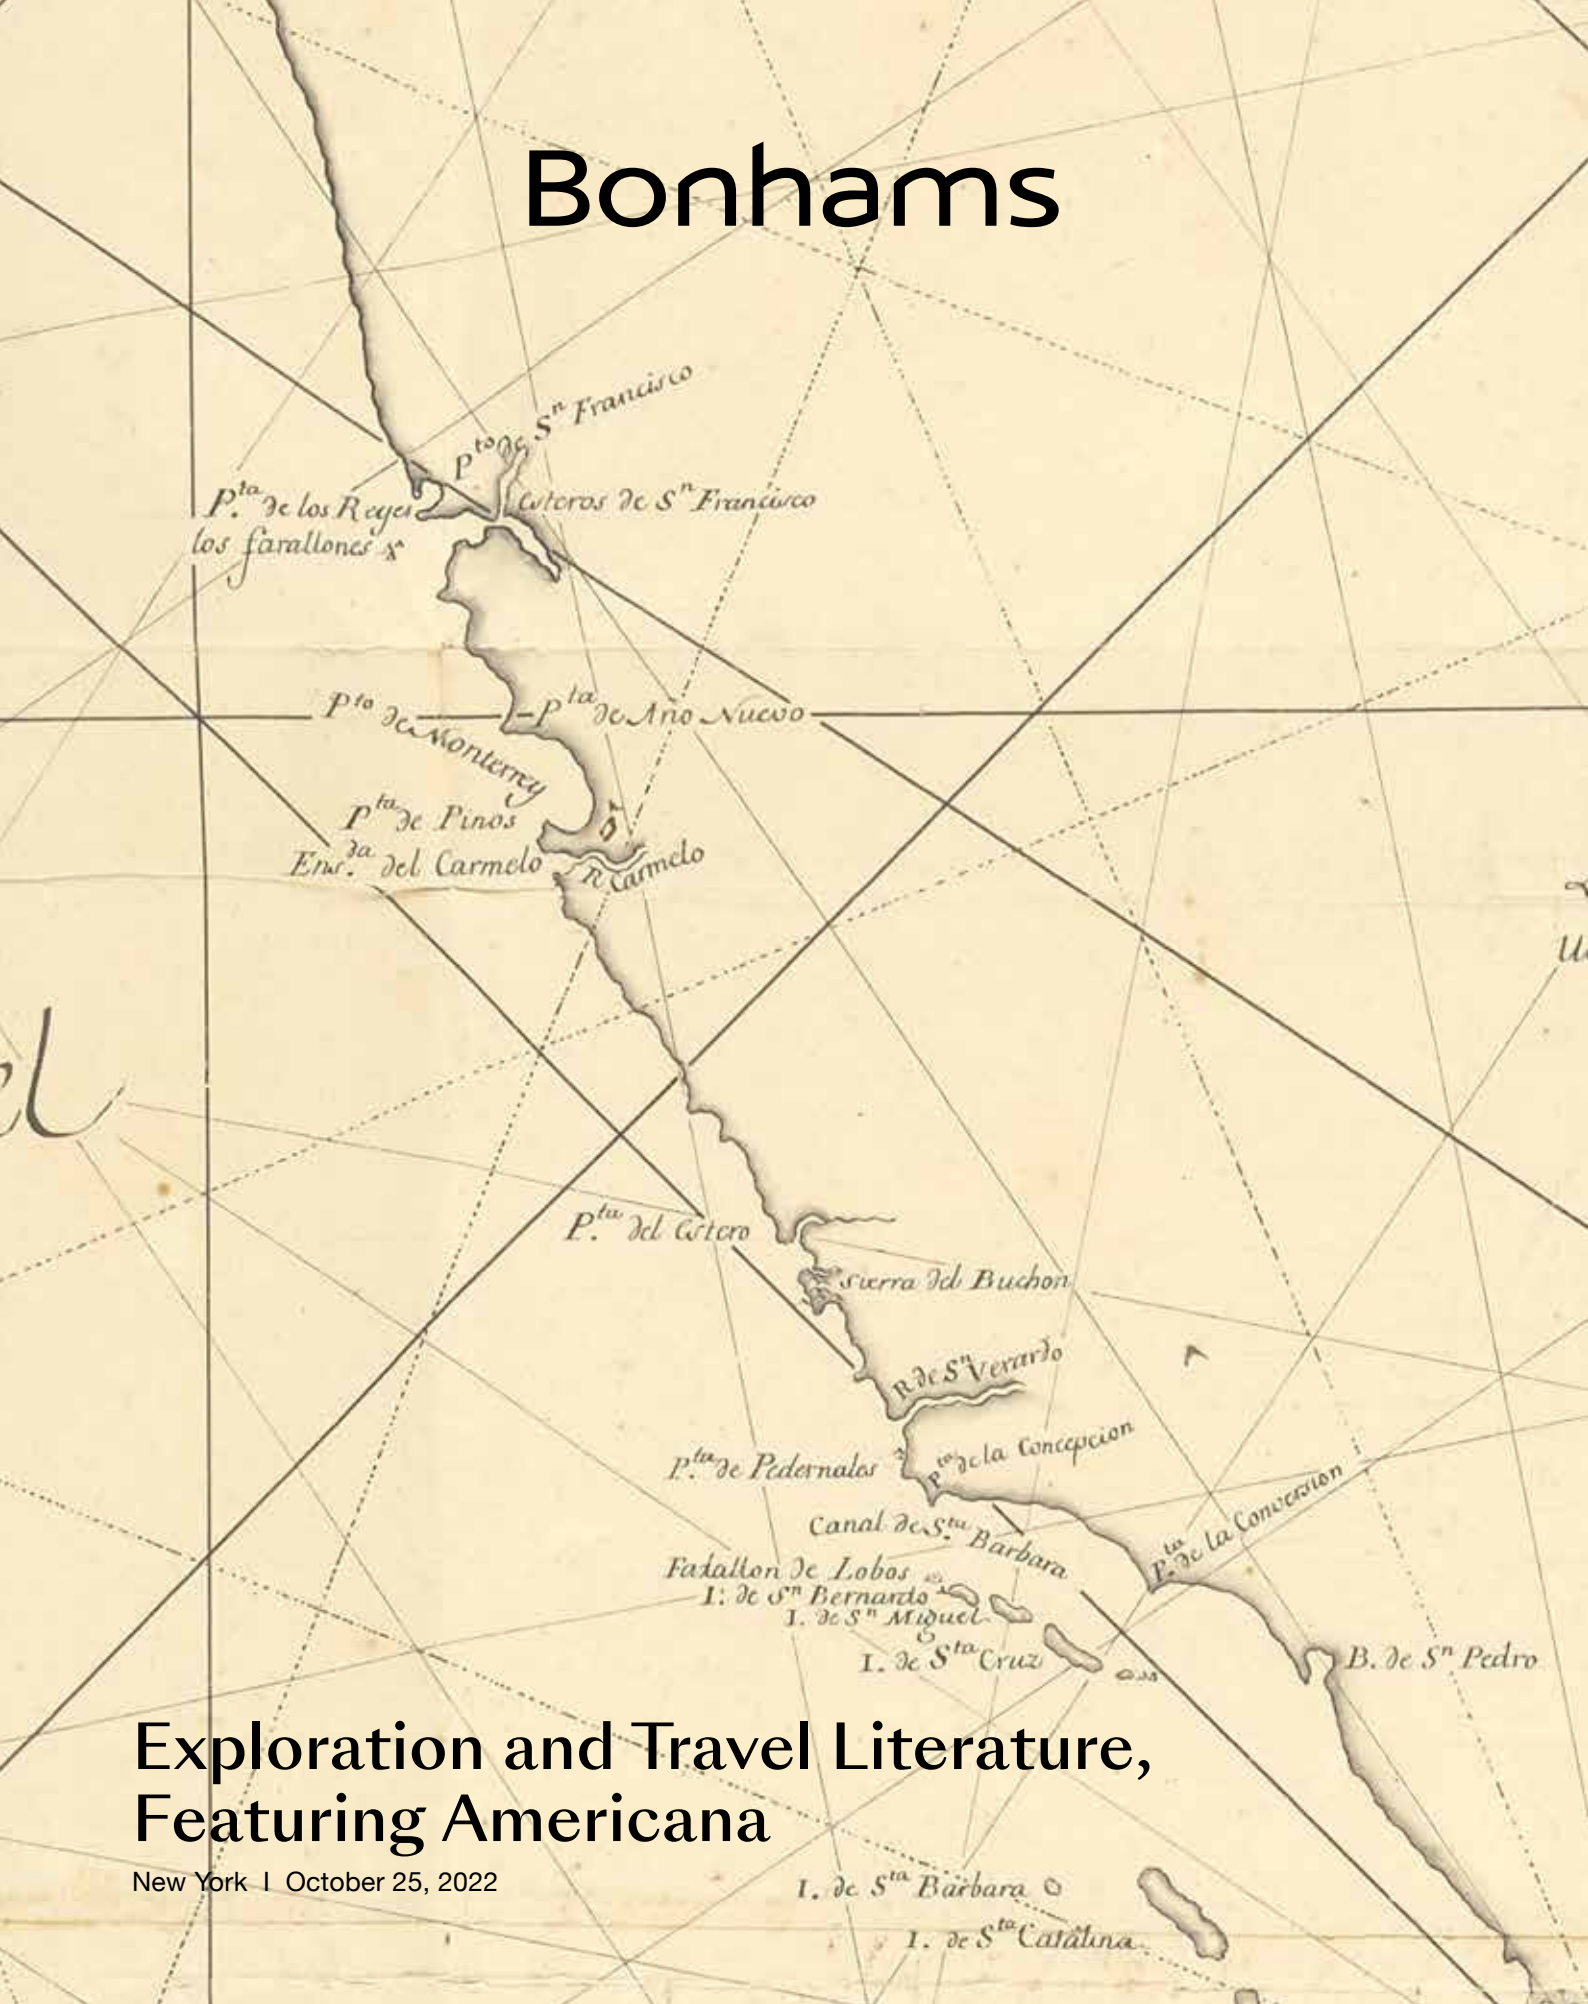 Bonhams
Pto de Sn Francisco
Pta de los Reyes
Esteros de Sn Francisco
los farallones
Pto de Monterrey
Pta de Año Nuevo
Pta de Pinos
Ensda del Carmelo
R Carmelo
el
Pta del Estero
Sierra del Buchon
R de Sn Verardo
Pta de Pedernales
Pta de la Concepcion
Canal de Sta Barbara
Pta de la Conversion
Farallon de Lobos
I. de Sn Bernardo
I. de Sn Miguel
I. de Sta Cruz
B. de Sn Pedro
Exploration and Travel Literature,
Featuring Americana
New York | October 25, 2022
I. de Sta Barbara
I. de Sta Catalina